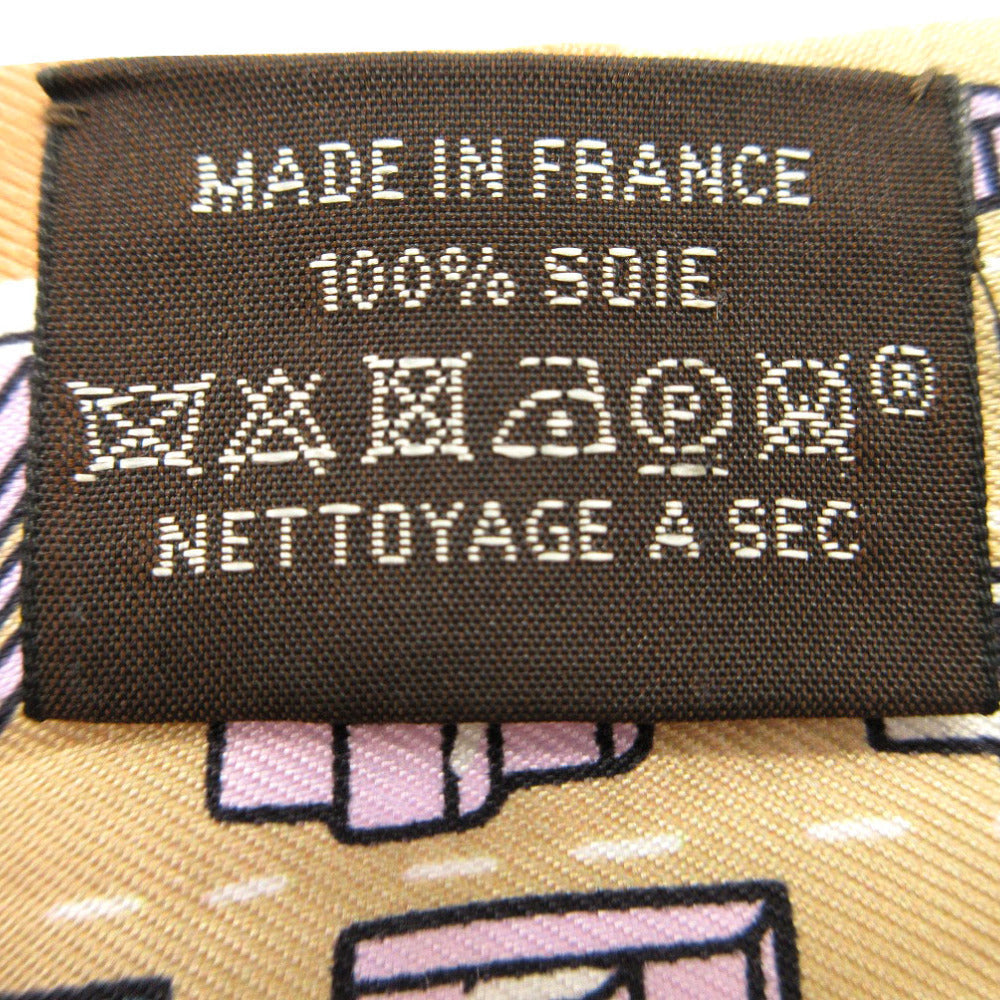 MADE IN FRANCE
100% SOIE
P W ®
NETTOYAGE A SEC